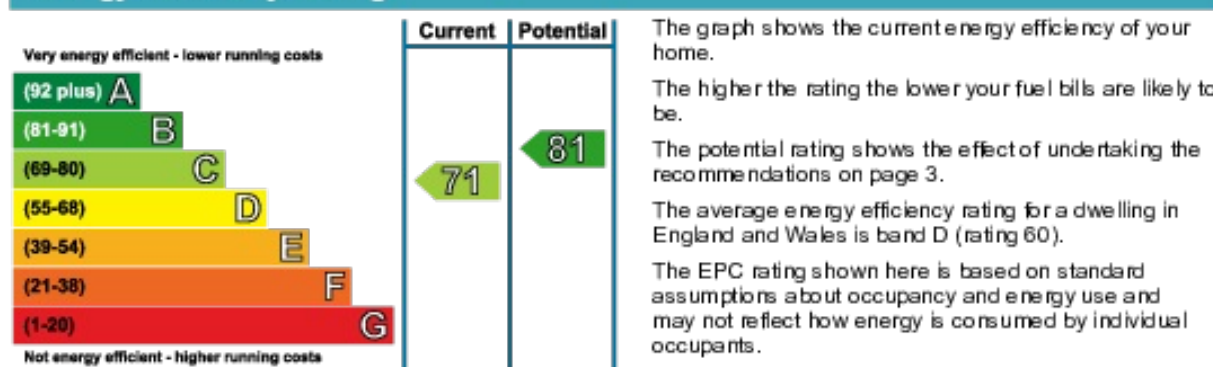 Current Potential
Very energy efficient - lower running costs
(92 plus) A
(81-91) B
(69-80) C
(55-68) D
(39-54) E
(21-38) F
(1-20) G
Not energy efficient - higher running costs
71
81
The graph shows the current energy efficiency of your
home.
The higher the rating the lower your fuel bills are likely to
be.
The potential rating shows the effect of undertaking the
recommendations on page 3.
The average energy efficiency rating for a dwelling in
England and Wales is band D (rating 60).
The EPC rating shown here is based on standard
assumptions about occupancy and energy use and
may not reflect how energy is consumed by individual
occupants.